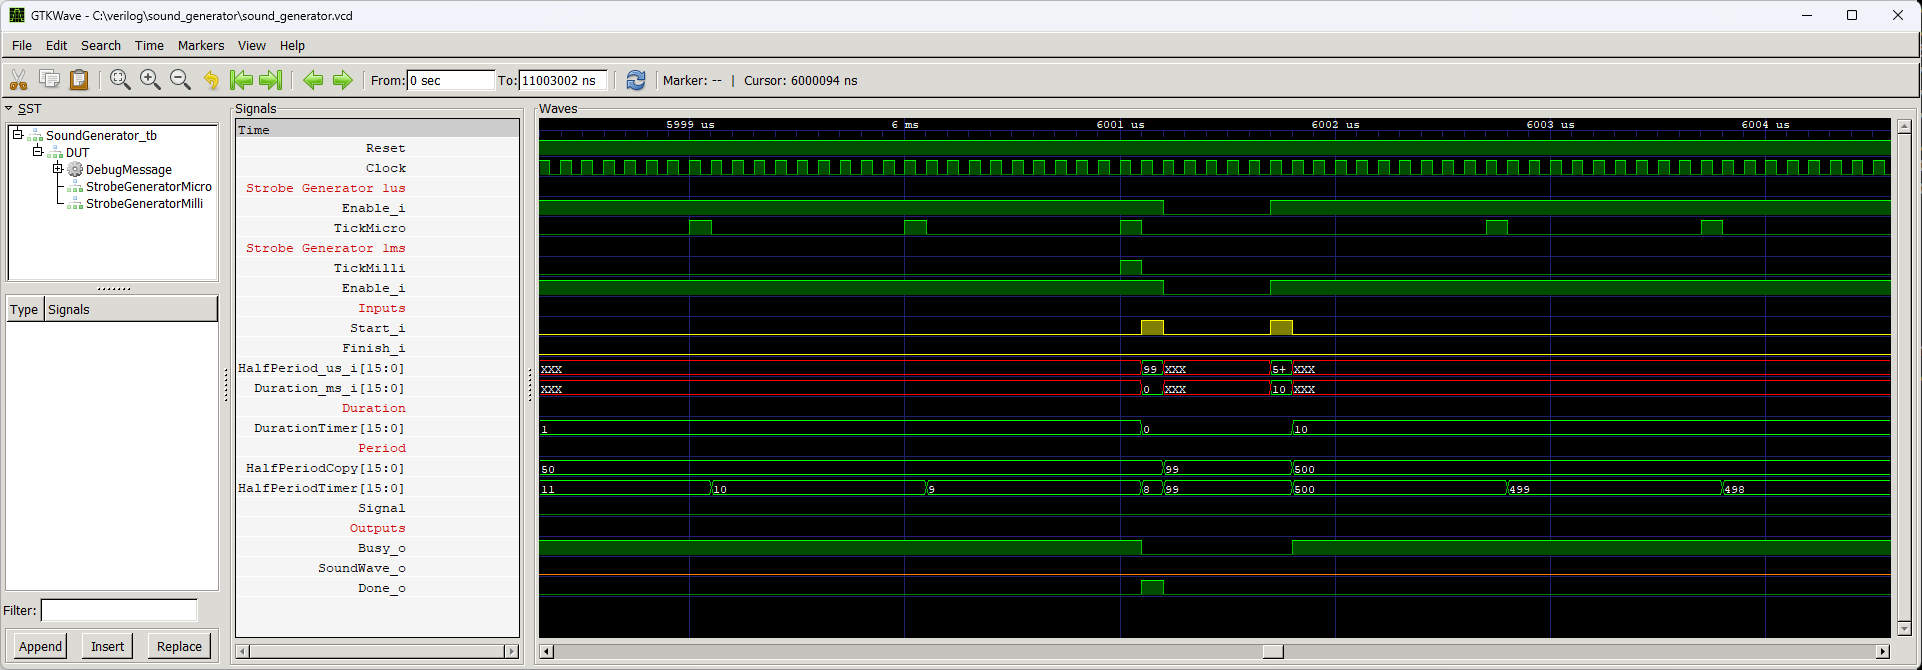 GTKWave - C:\verilog\sound_generator\sound_generator.vcd
File Edit Search Time Markers View Help
From: 0 sec To: 11003002 ns Marker: -- | Cursor: 6000094 ns
SST
SoundGenerator_tb
DUT
DebugMessage
StrobeGeneratorMicro
StrobeGeneratorMilli
Type Signals
Filter:
Append Insert Replace
Signals
Time
Reset
Clock
Strobe Generator 1us
Enable_i
TickMicro
Strobe Generator 1ms
TickMilli
Enable_i
Inputs
Start_i
Finish_i
HalfPeriod_us_i[15:0]
Duration_ms_i[15:0]
Duration
DurationTimer[15:0]
Period
HalfPeriodCopy[15:0]
HalfPeriodTimer[15:0]
Signal
Outputs
Busy_o
SoundWave_o
Done_o
Waves
5999 us 6 ms 6001 us 6002 us 6003 us 6004 us
XXX 99 XXX 5+ XXX
XXX 0 XXX 10 XXX
1 0 10
50 99 500
11 10 9 8 99 500 499 498